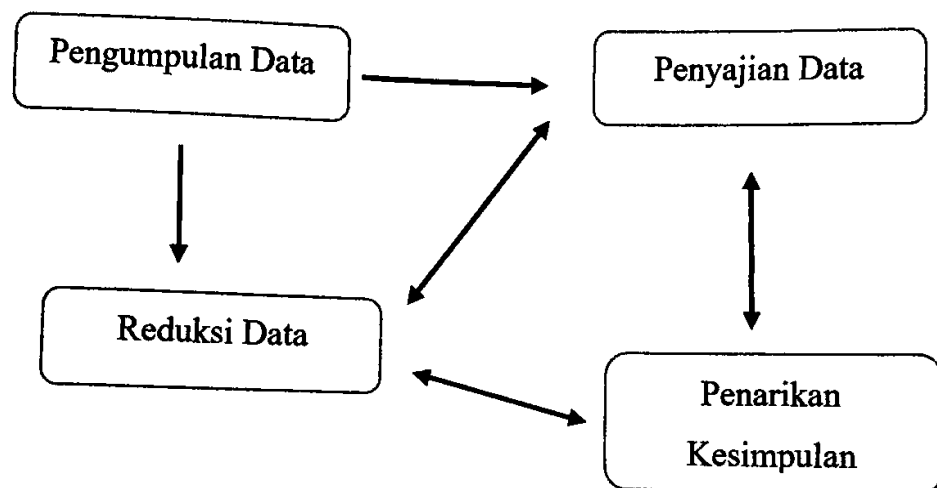 Pengumpulan Data
Penyajian Data
Reduksi Data
Penarikan
Kesimpulan